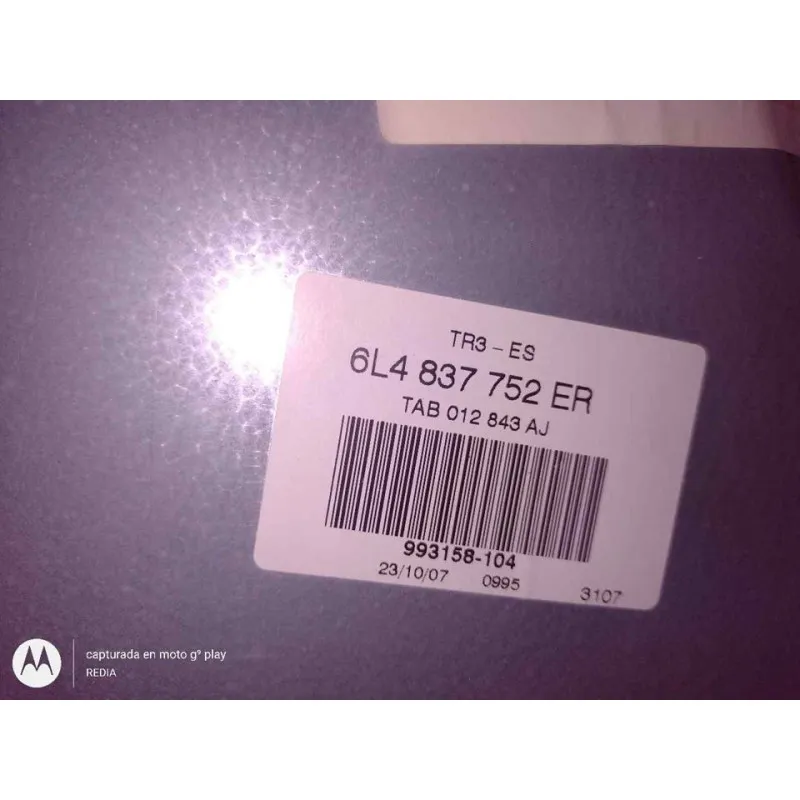 TR3 – ES
6L4 837 752 ER
TAB 012 843 AJ
993158-104
23/10/07 0995 3107
capturada en moto g⁹ play
REDIA